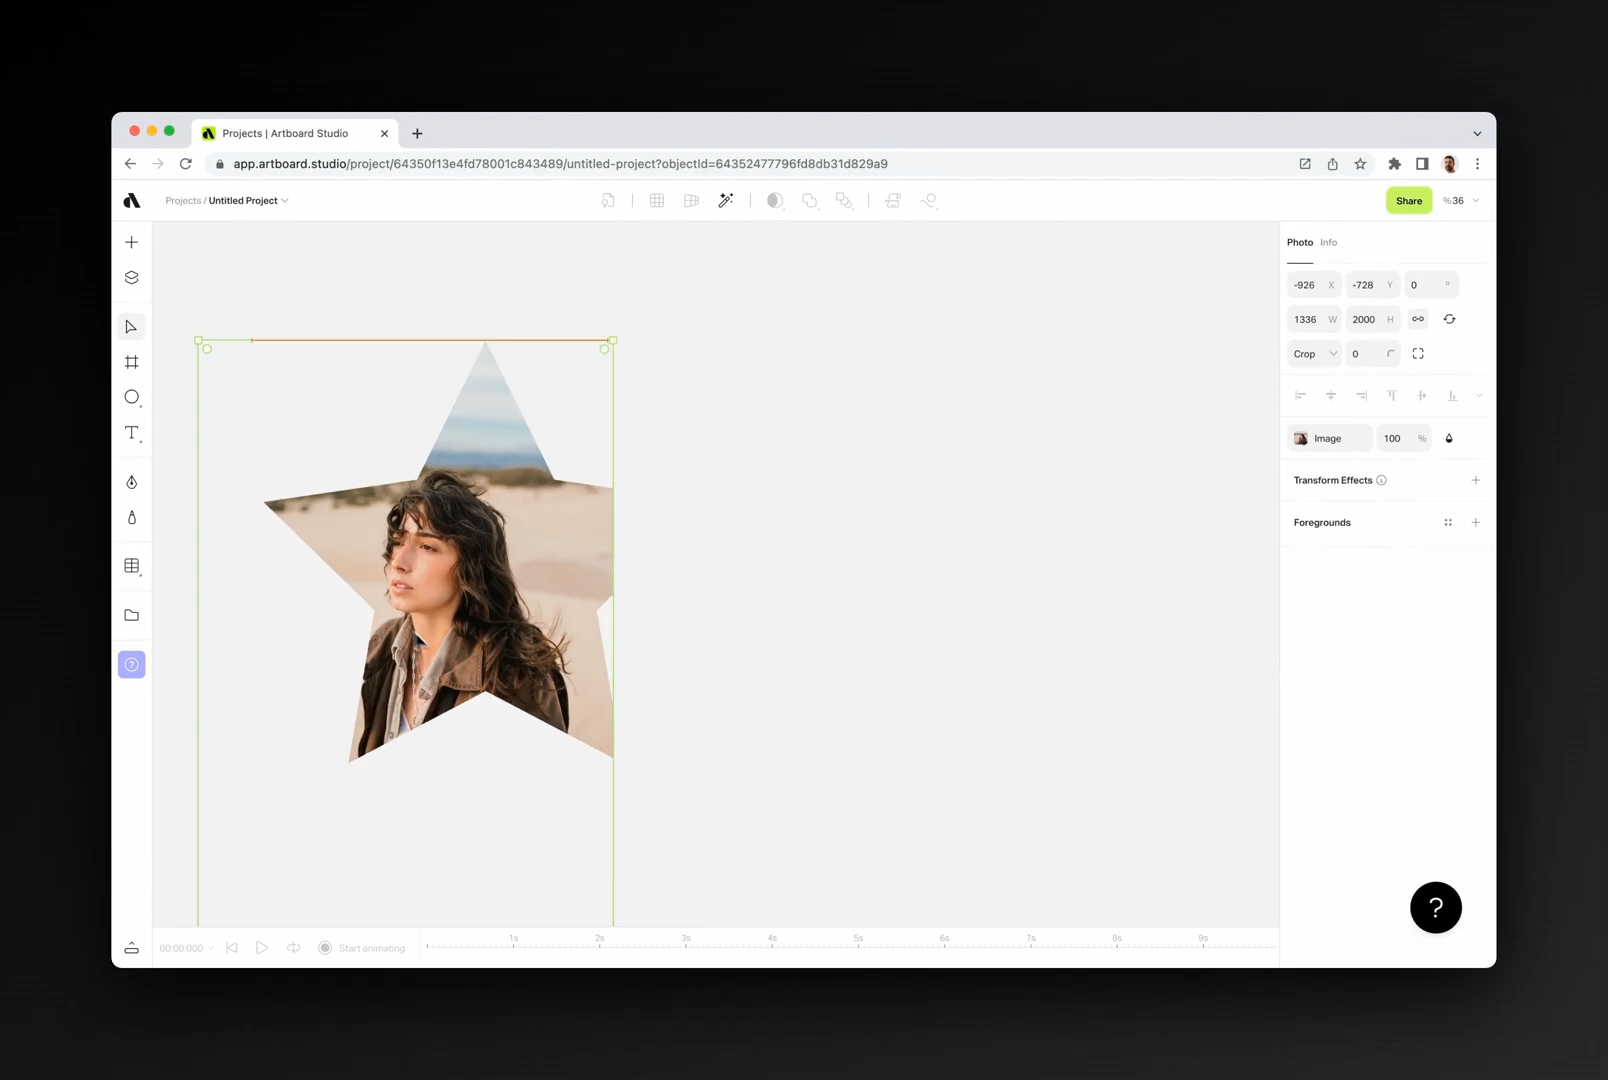 Projects | Artboard Studio
app.artboard.studio/project/64350f13e4fd78001c843489/untitled-project?objectId=64352477796fd8db31d829a9
Projects / Untitled Project
Share
%36
Photo Info
-926 X -728 Y 0 °
1336 W 2000 H
Crop 0
Image 100 %
Transform Effects
Foregrounds
T
?
?
00:00:000 Start animating 1s 2s 3s 4s 5s 6s 7s 8s 9s